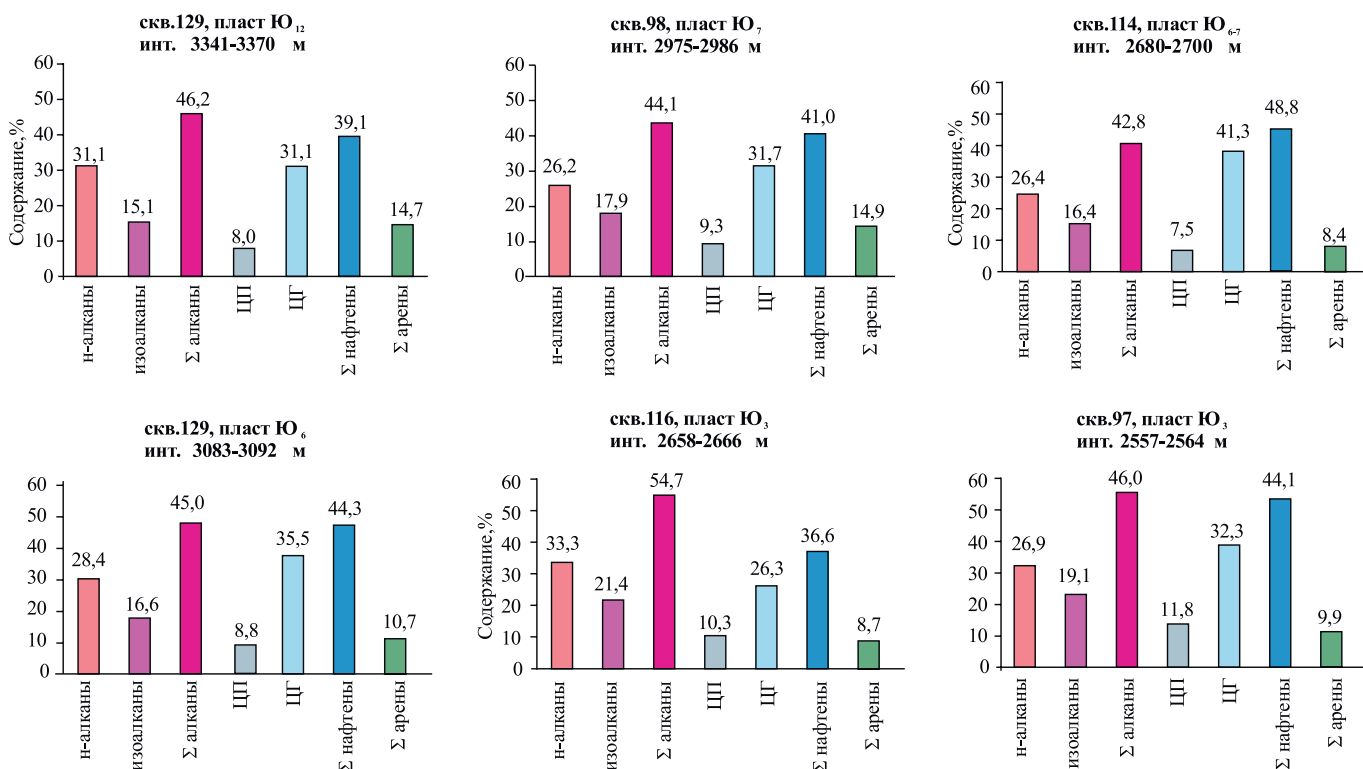 скв.129, пласт Ю12
инт. 3341-3370 м
Содержание,%
60
50
40
30
20
10
0
31,1
15,1
46,2
8,0
31,1
39,1
14,7
н-алканы
изоалканы
Σ алканы
ЦП
ЦГ
Σ нафтены
Σ арены
скв.98, пласт Ю7
инт. 2975-2986 м
60
50
40
30
20
10
0
26,2
17,9
44,1
9,3
31,7
41,0
14,9
н-алканы
изоалканы
Σ алканы
ЦП
ЦГ
Σ нафтены
Σ арены
скв.114, пласт Ю6-7
инт. 2680-2700 м
Содержание,%
60
50
40
30
20
10
0
26,4
16,4
42,8
7,5
41,3
48,8
8,4
н-алканы
изоалканы
Σ алканы
ЦП
ЦГ
Σ нафтены
Σ арены
скв.129, пласт Ю6
инт. 3083-3092 м
60
50
40
30
20
10
0
28,4
16,6
45,0
8,8
35,5
44,3
10,7
н-алканы
изоалканы
Σ алканы
ЦП
ЦГ
Σ нафтены
Σ арены
скв.116, пласт Ю3
инт. 2658-2666 м
Содержание,%
60
50
40
30
20
10
0
33,3
21,4
54,7
10,3
26,3
36,6
8,7
н-алканы
изоалканы
Σ алканы
ЦП
ЦГ
Σ нафтены
Σ арены
скв.97, пласт Ю3
инт. 2557-2564 м
60
50
40
30
20
10
0
26,9
19,1
46,0
11,8
32,3
44,1
9,9
н-алканы
изоалканы
Σ алканы
ЦП
ЦГ
Σ нафтены
Σ арены